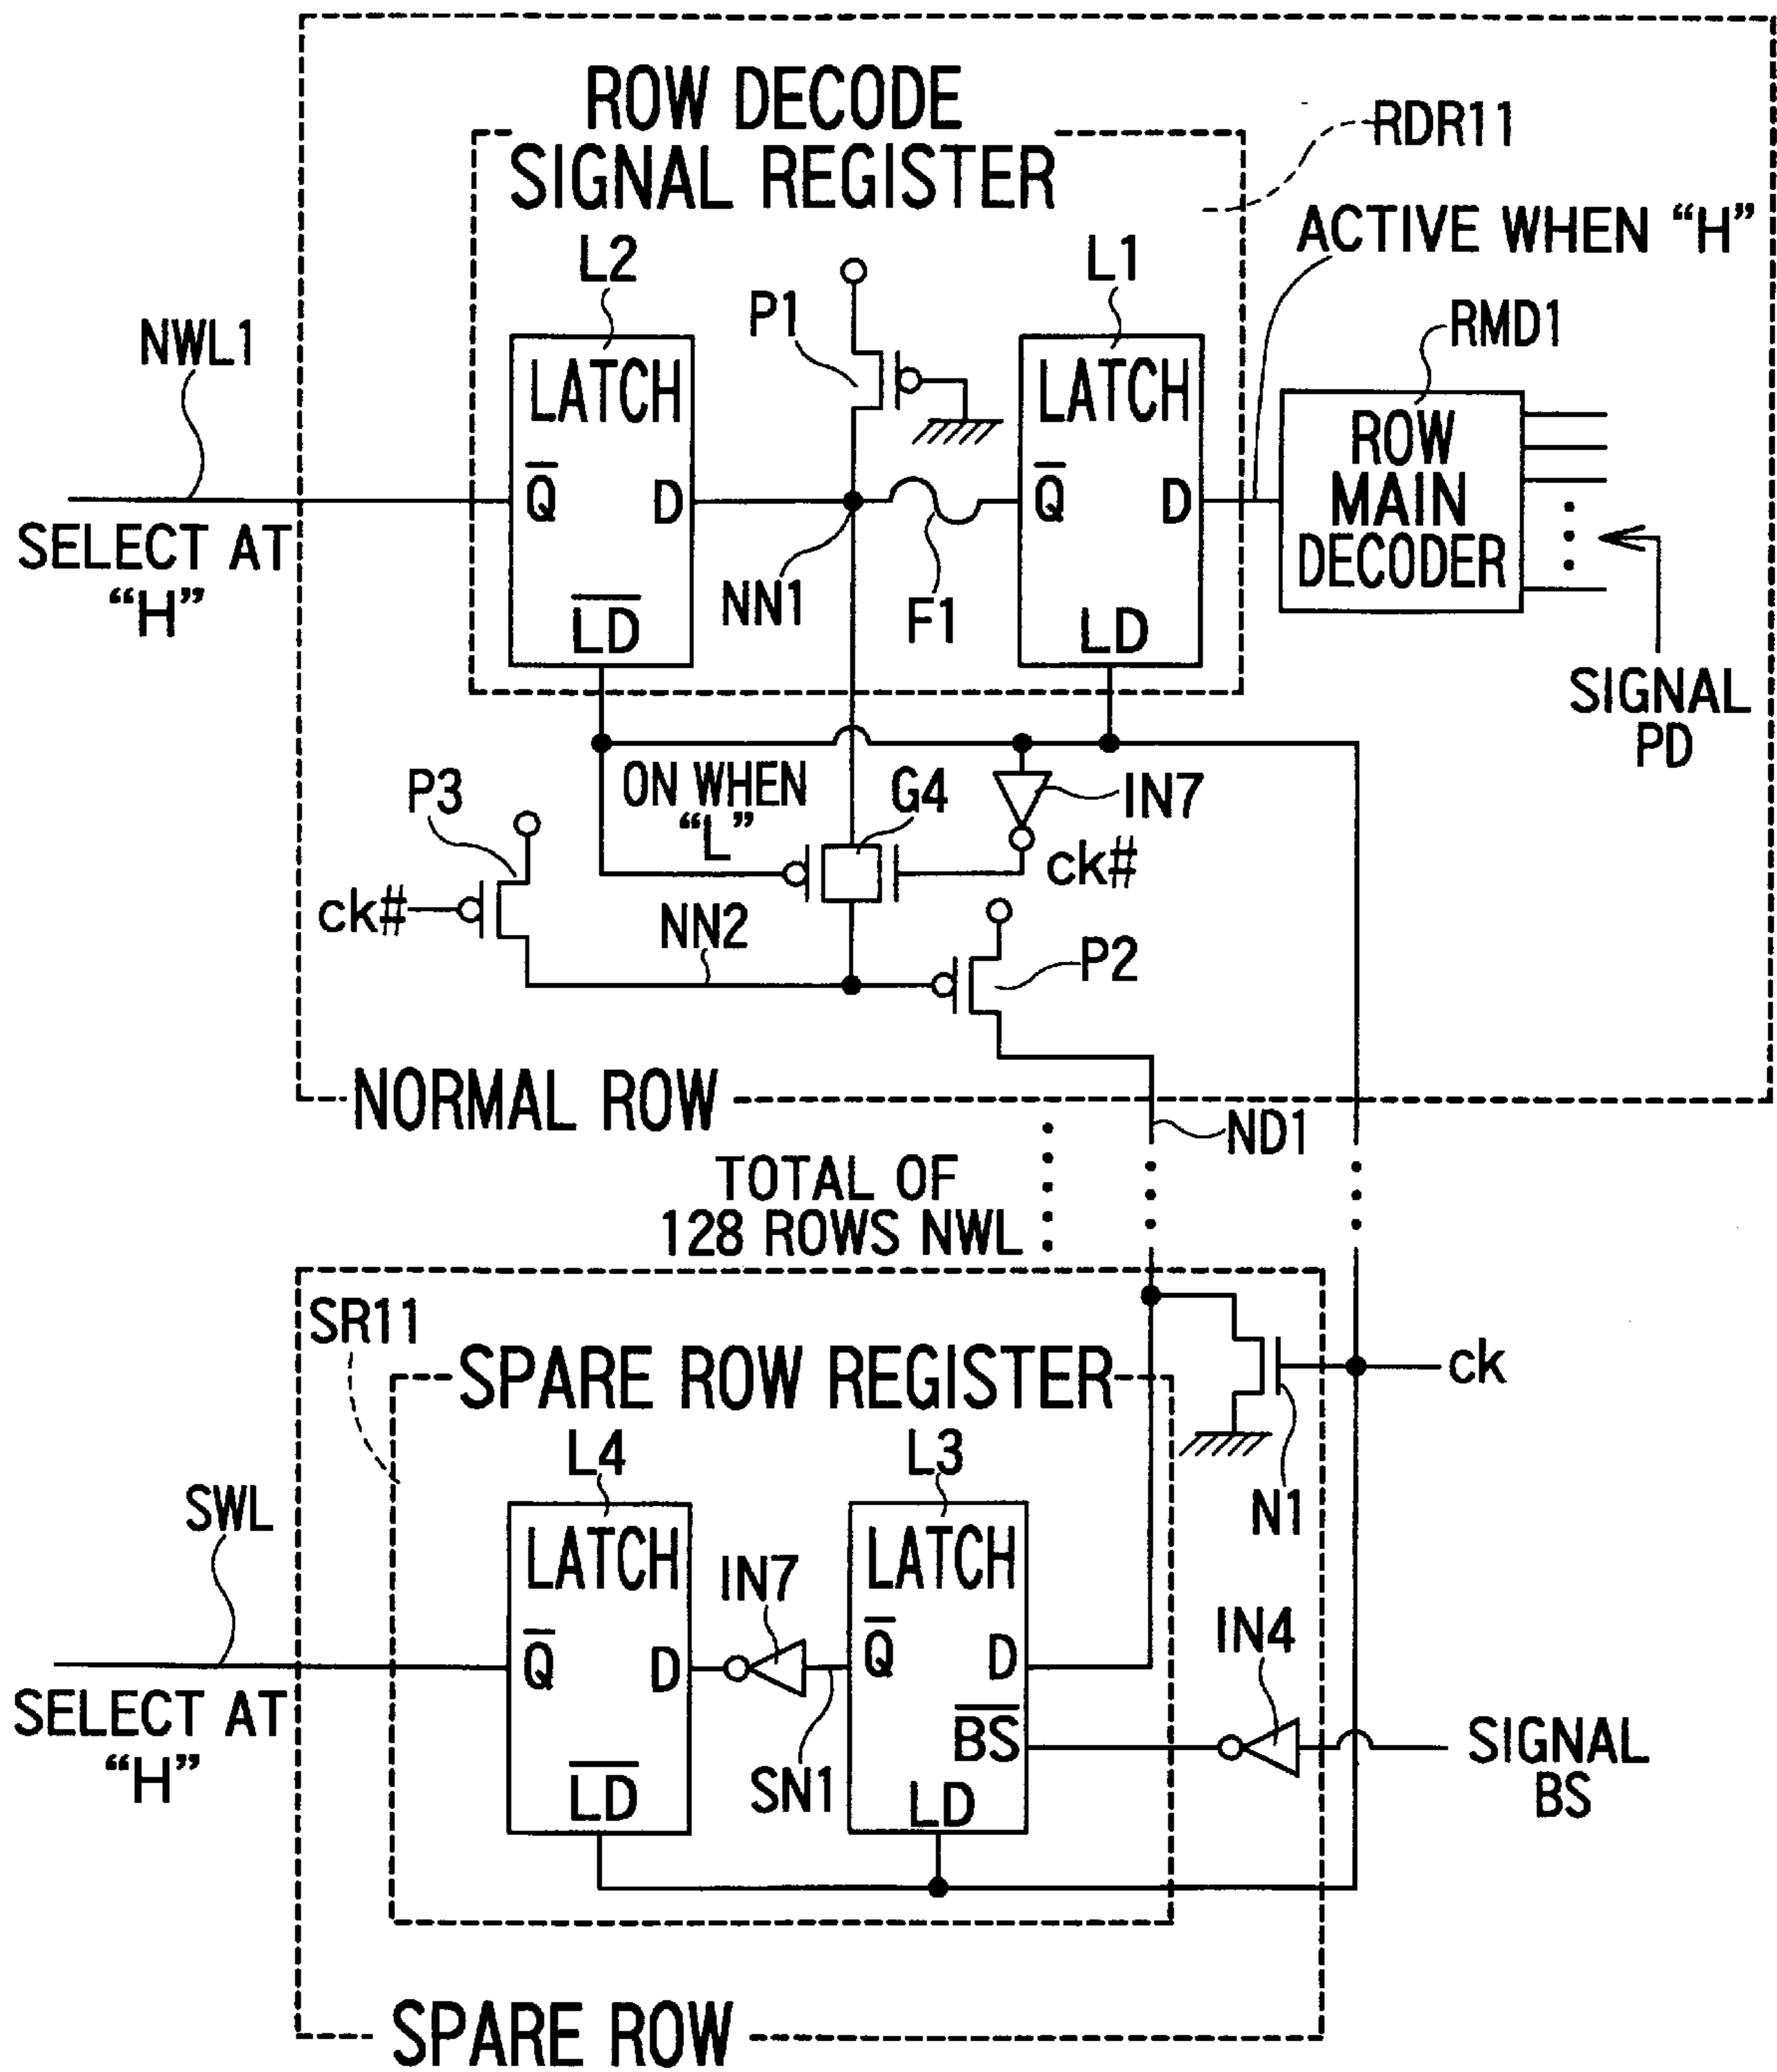 ROW DECODE
SIGNAL REGISTER
RDR11
ACTIVE WHEN “H”
L2
P1
L1
RMD1
NWL1
LATCH
LATCH
ROW
MAIN
DECODER
Q̅
D
Q̅
D
SELECT AT
“H”
NN1
F1
L̅D̅
LD
SIGNAL
PD
P3
ON WHEN
“L”
G4
IN7
ck#
ck#
NN2
P2
NORMAL ROW
ND1
TOTAL OF
128 ROWS NWL
SR11
SPARE ROW REGISTER
ck
L4
L3
N1
SWL
LATCH
IN7
LATCH
IN4
Q̅
D
Q̅
D
SELECT AT
“H”
B̅S̅
SIGNAL
BS
L̅D̅
SN1
LD
SPARE ROW